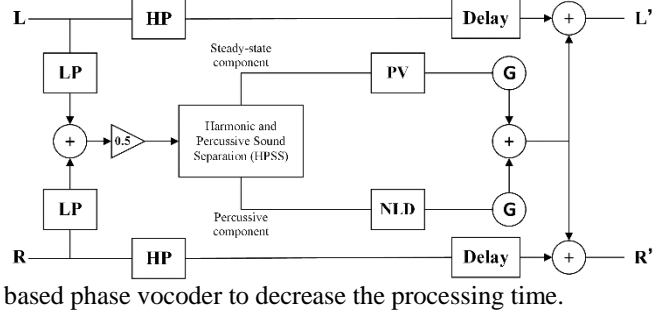 L HP Delay + L'
Steady-state
component
LP PV G
+ 0.5 Harmonic and
Percussive Sound
Separation (HPSS) +
LP NLD G
Percussive
component
R HP Delay + R'
based phase vocoder to decrease the processing time.